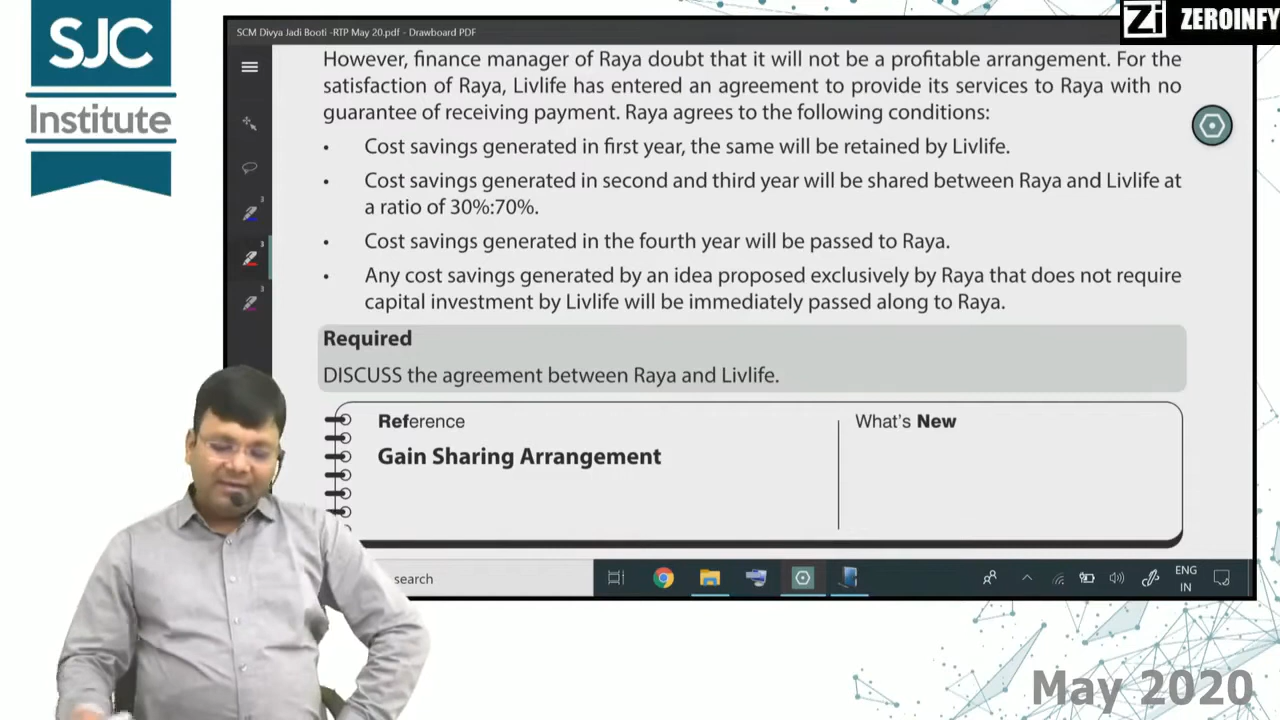 SJC
Institute
Zi ZEROINFY
SCM Divya Jadi Booti -RTP May 20.pdf - Drawboard PDF
However, finance manager of Raya doubt that it will not be a profitable arrangement. For the
satisfaction of Raya, Livlife has entered an agreement to provide its services to Raya with no
guarantee of receiving payment. Raya agrees to the following conditions:
• Cost savings generated in first year, the same will be retained by Livlife.
• Cost savings generated in second and third year will be shared between Raya and Livlife at
a ratio of 30%:70%.
• Cost savings generated in the fourth year will be passed to Raya.
• Any cost savings generated by an idea proposed exclusively by Raya that does not require
capital investment by Livlife will be immediately passed along to Raya.
3
3
3
Required
DISCUSS the agreement between Raya and Livlife.
Reference
What's New
Gain Sharing Arrangement
search
ENG
IN
May 2020